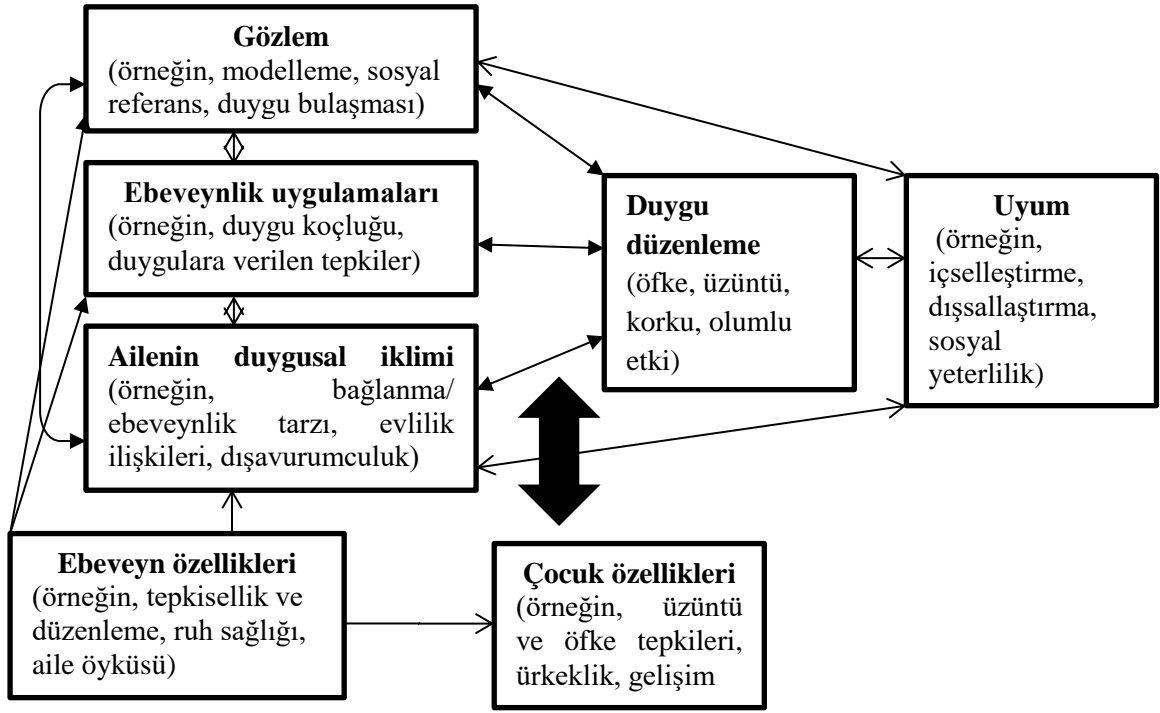 Gözlem
(örneğin, modelleme, sosyal
referans, duygu bulaşması)
Ebeveynlik uygulamaları
(örneğin, duygu koçluğu,
duygulara verilen tepkiler)
Ailenin duygusal iklimi
(örneğin, bağlanma/
ebeveynlik tarzı, evlilik
ilişkileri, dışavurumculuk)
Duygu
düzenleme
(öfke, üzüntü,
korku, olumlu
etki)
Uyum
(örneğin,
içselleştirme,
dışsallaştırma,
sosyal
yeterlilik)
Ebeveyn özellikleri
(örneğin, tepkisellik ve
düzenleme, ruh sağlığı,
aile öyküsü)
Çocuk özellikleri
(örneğin, üzüntü
ve öfke tepkileri,
ürkeklik, gelişim